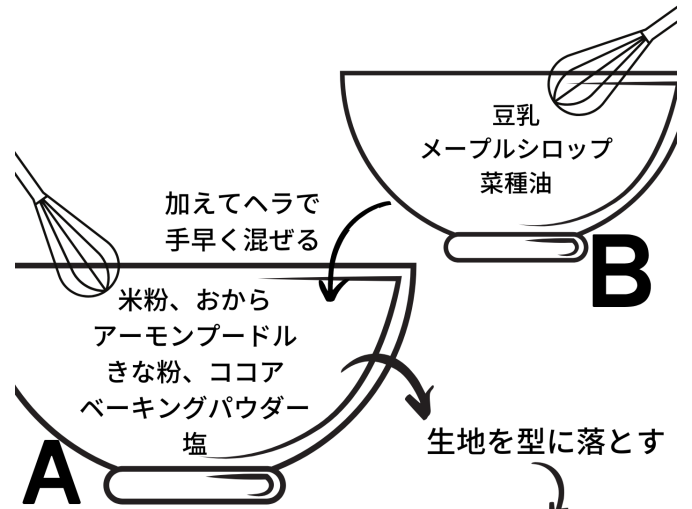 豆乳
メープルシロップ
菜種油
B
加えてヘラで
手早く混ぜる
米粉、おから
アーモンプードル
きな粉、ココア
ベーキングパウダー
塩
A
生地を型に落とす